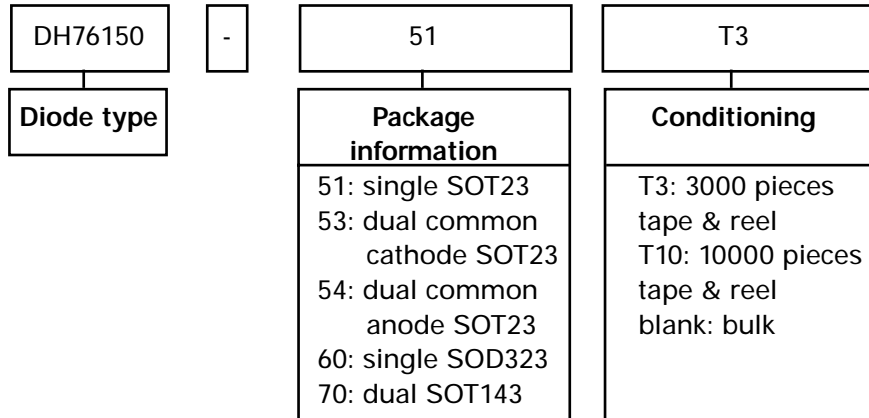 DH76150 - 51 T3
Diode type
Package information
51: single SOT23
53: dual common
cathode SOT23
54: dual common
anode SOT23
60: single SOD323
70: dual SOT143
Conditioning
T3: 3000 pieces
tape & reel
T10: 10000 pieces
tape & reel
blank: bulk